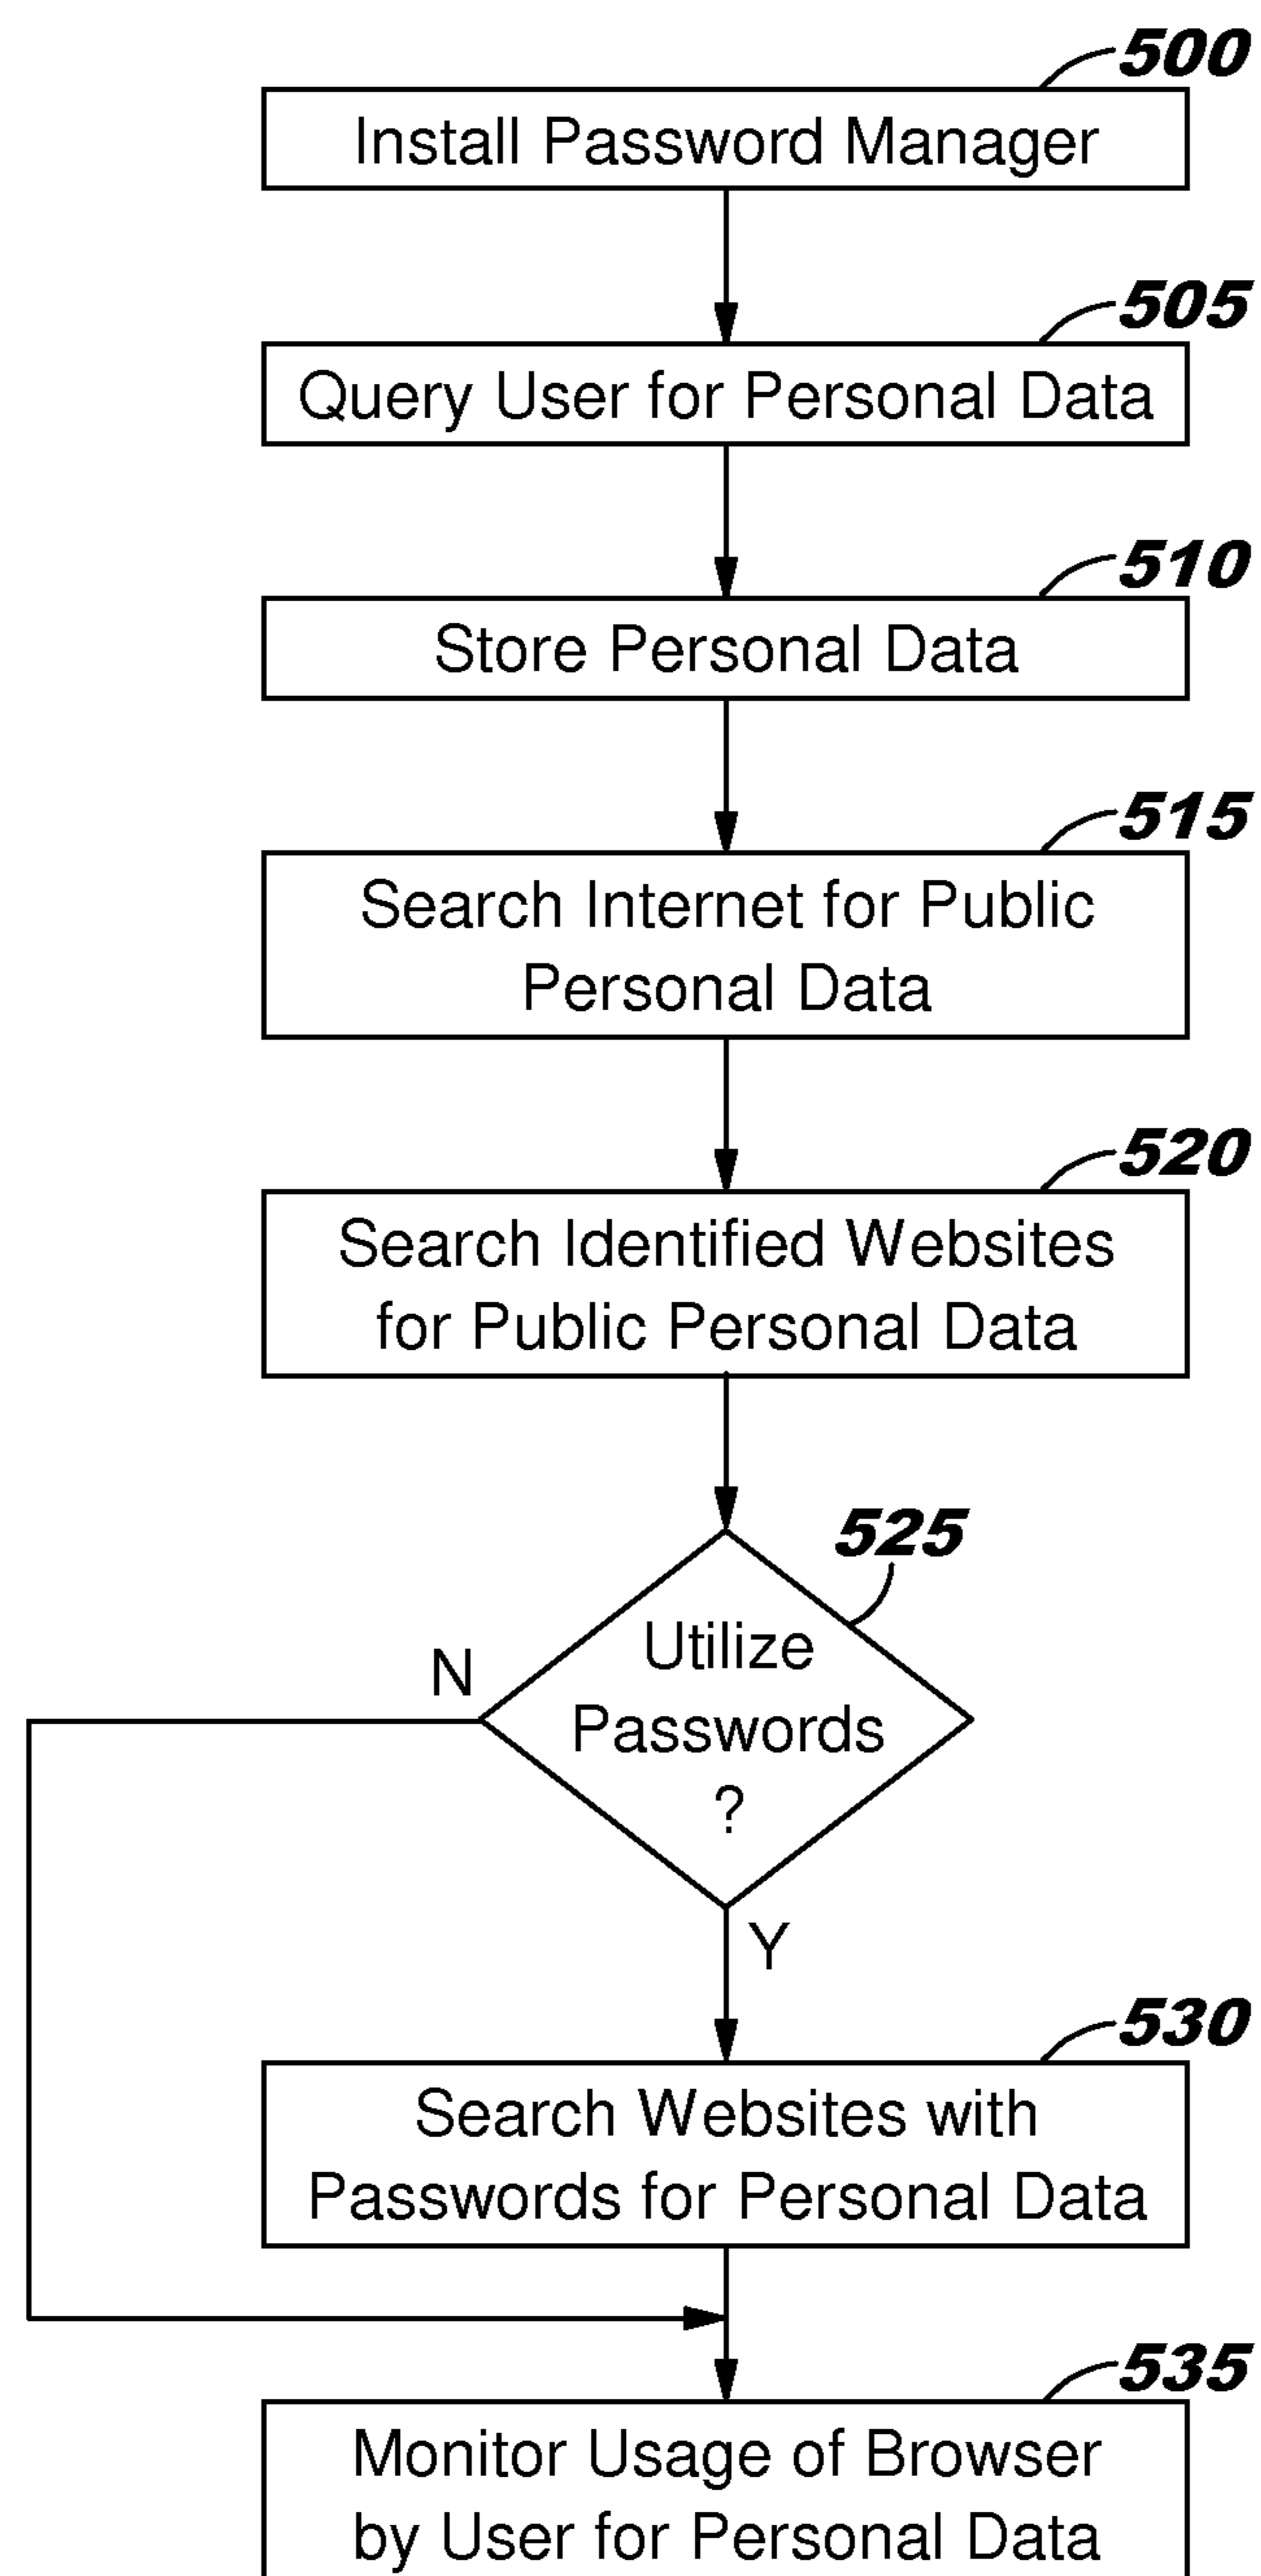 500
Install Password Manager
505
Query User for Personal Data
510
Store Personal Data
515
Search Internet for Public
Personal Data
520
Search Identified Websites
for Public Personal Data
525
Utilize
Passwords
?
N
Y
530
Search Websites with
Passwords for Personal Data
535
Monitor Usage of Browser
by User for Personal Data